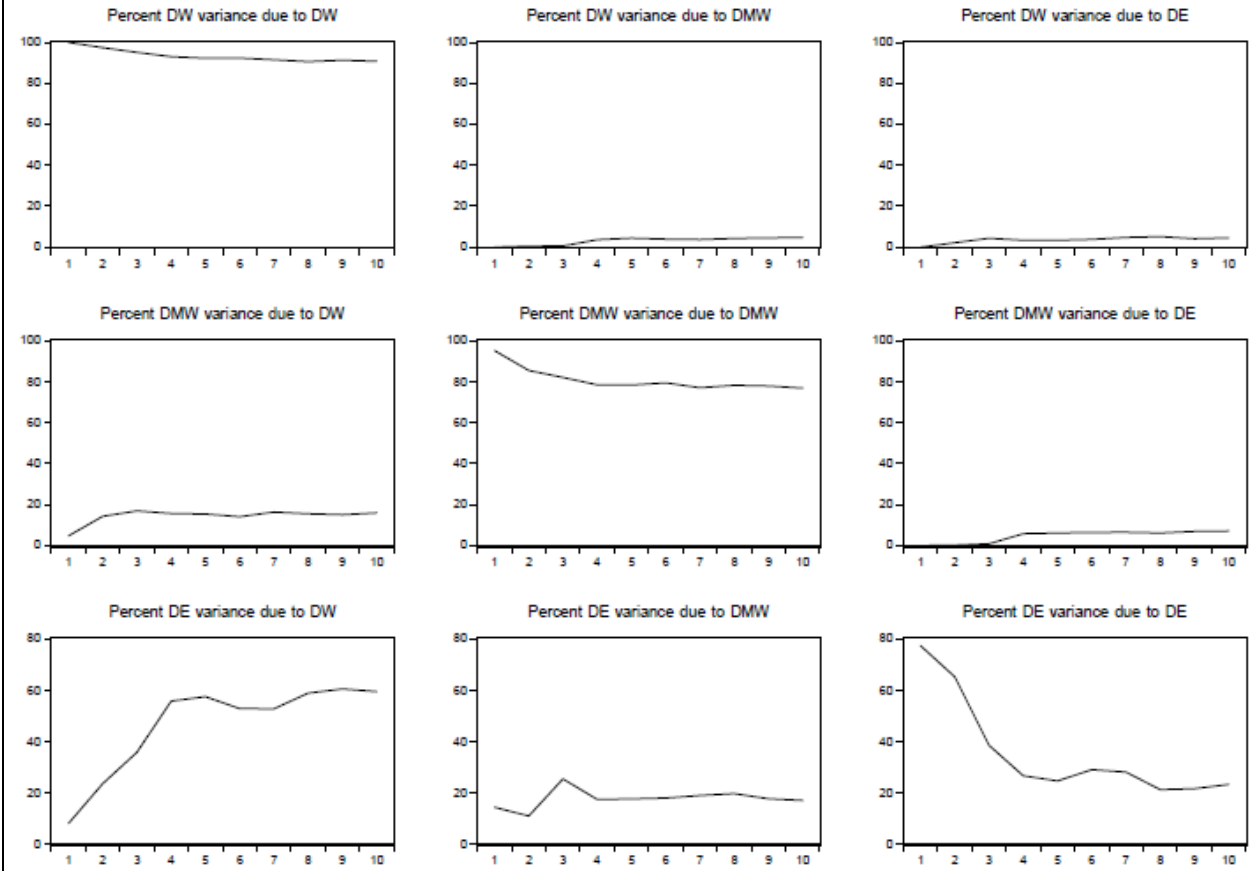 Percent DW variance due to DW
100
80
60
40
20
0
1 2 3 4 5 6 7 8 9 10
Percent DW variance due to DMW
100
80
60
40
20
0
1 2 3 4 5 6 7 8 9 10
Percent DW variance due to DE
100
80
60
40
20
0
1 2 3 4 5 6 7 8 9 10
Percent DMW variance due to DW
100
80
60
40
20
0
1 2 3 4 5 6 7 8 9 10
Percent DMW variance due to DMW
100
80
60
40
20
0
1 2 3 4 5 6 7 8 9 10
Percent DMW variance due to DE
100
80
60
40
20
0
1 2 3 4 5 6 7 8 9 10
Percent DE variance due to DW
80
60
40
20
0
1 2 3 4 5 6 7 8 9 10
Percent DE variance due to DMW
80
60
40
20
0
1 2 3 4 5 6 7 8 9 10
Percent DE variance due to DE
80
60
40
20
0
1 2 3 4 5 6 7 8 9 10